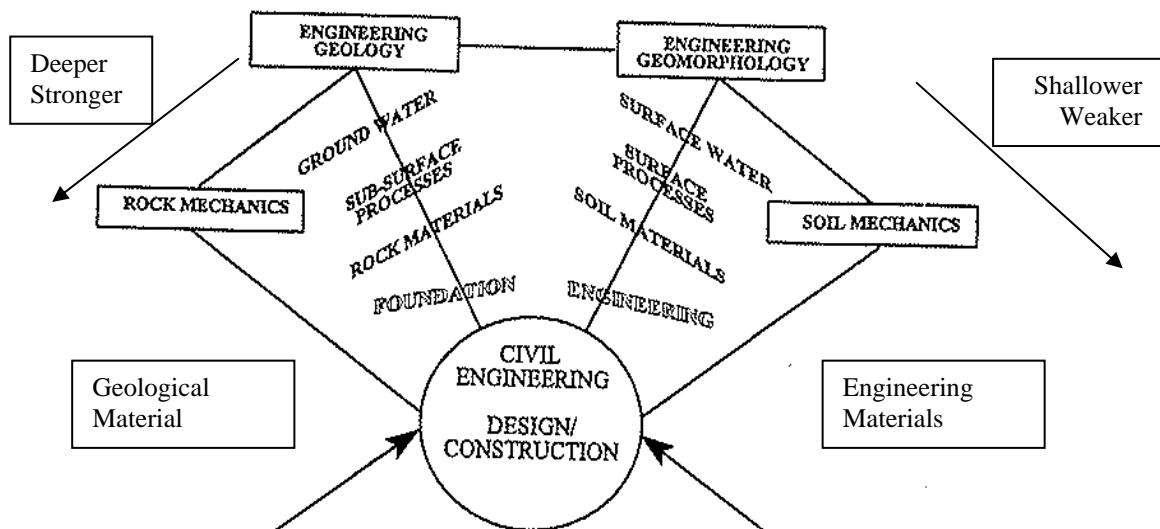 ENGINEERING
GEOLOGY
ENGINEERING
GEOMORPHOLOGY
Deeper
Stronger
Shallower
Weaker
GROUND WATER
SUB-SURFACE
PROCESSES
ROCK MATERIALS
FOUNDATION
SURFACE WATER
SURFACE
PROCESSES
SOIL MATERIALS
ENGINEERING
ROCK MECHANICS
SOIL MECHANICS
CIVIL
ENGINEERING
DESIGN/
CONSTRUCTION
Geological
Material
Engineering
Materials